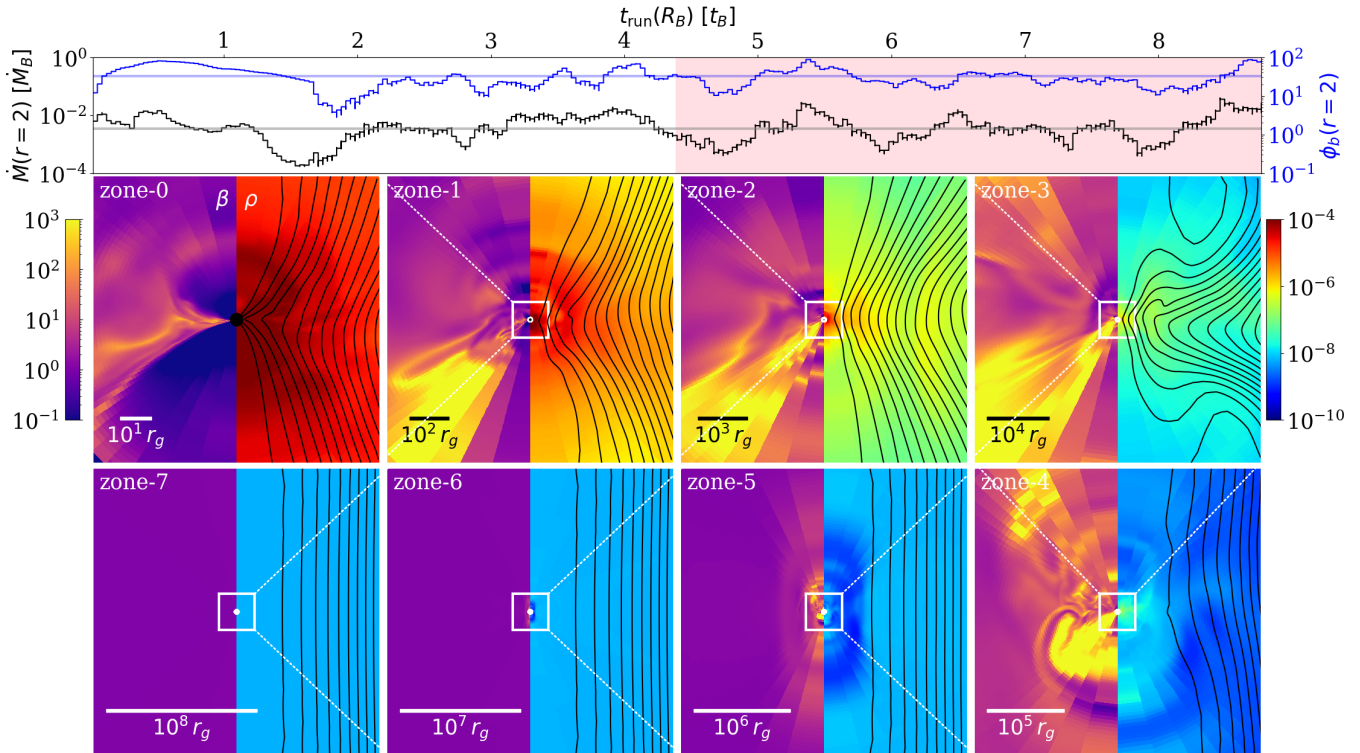 t_run(R_B) [t_B]
1 2 3 4 5 6 7 8
Ṁ(r = 2) [Ṁ_B]
10^0
10^−2
10^−4
10^2
10^1
10^0
10^−1
ϕ_b(r = 2)
zone-0 β ρ
zone-1
zone-2
zone-3
10^3
10^2
10^1
10^0
10^−1
10^−4
10^−6
10^−8
10^−10
10^1 r_g
10^2 r_g
10^3 r_g
10^4 r_g
zone-7
zone-6
zone-5
zone-4
10^8 r_g
10^7 r_g
10^6 r_g
10^5 r_g